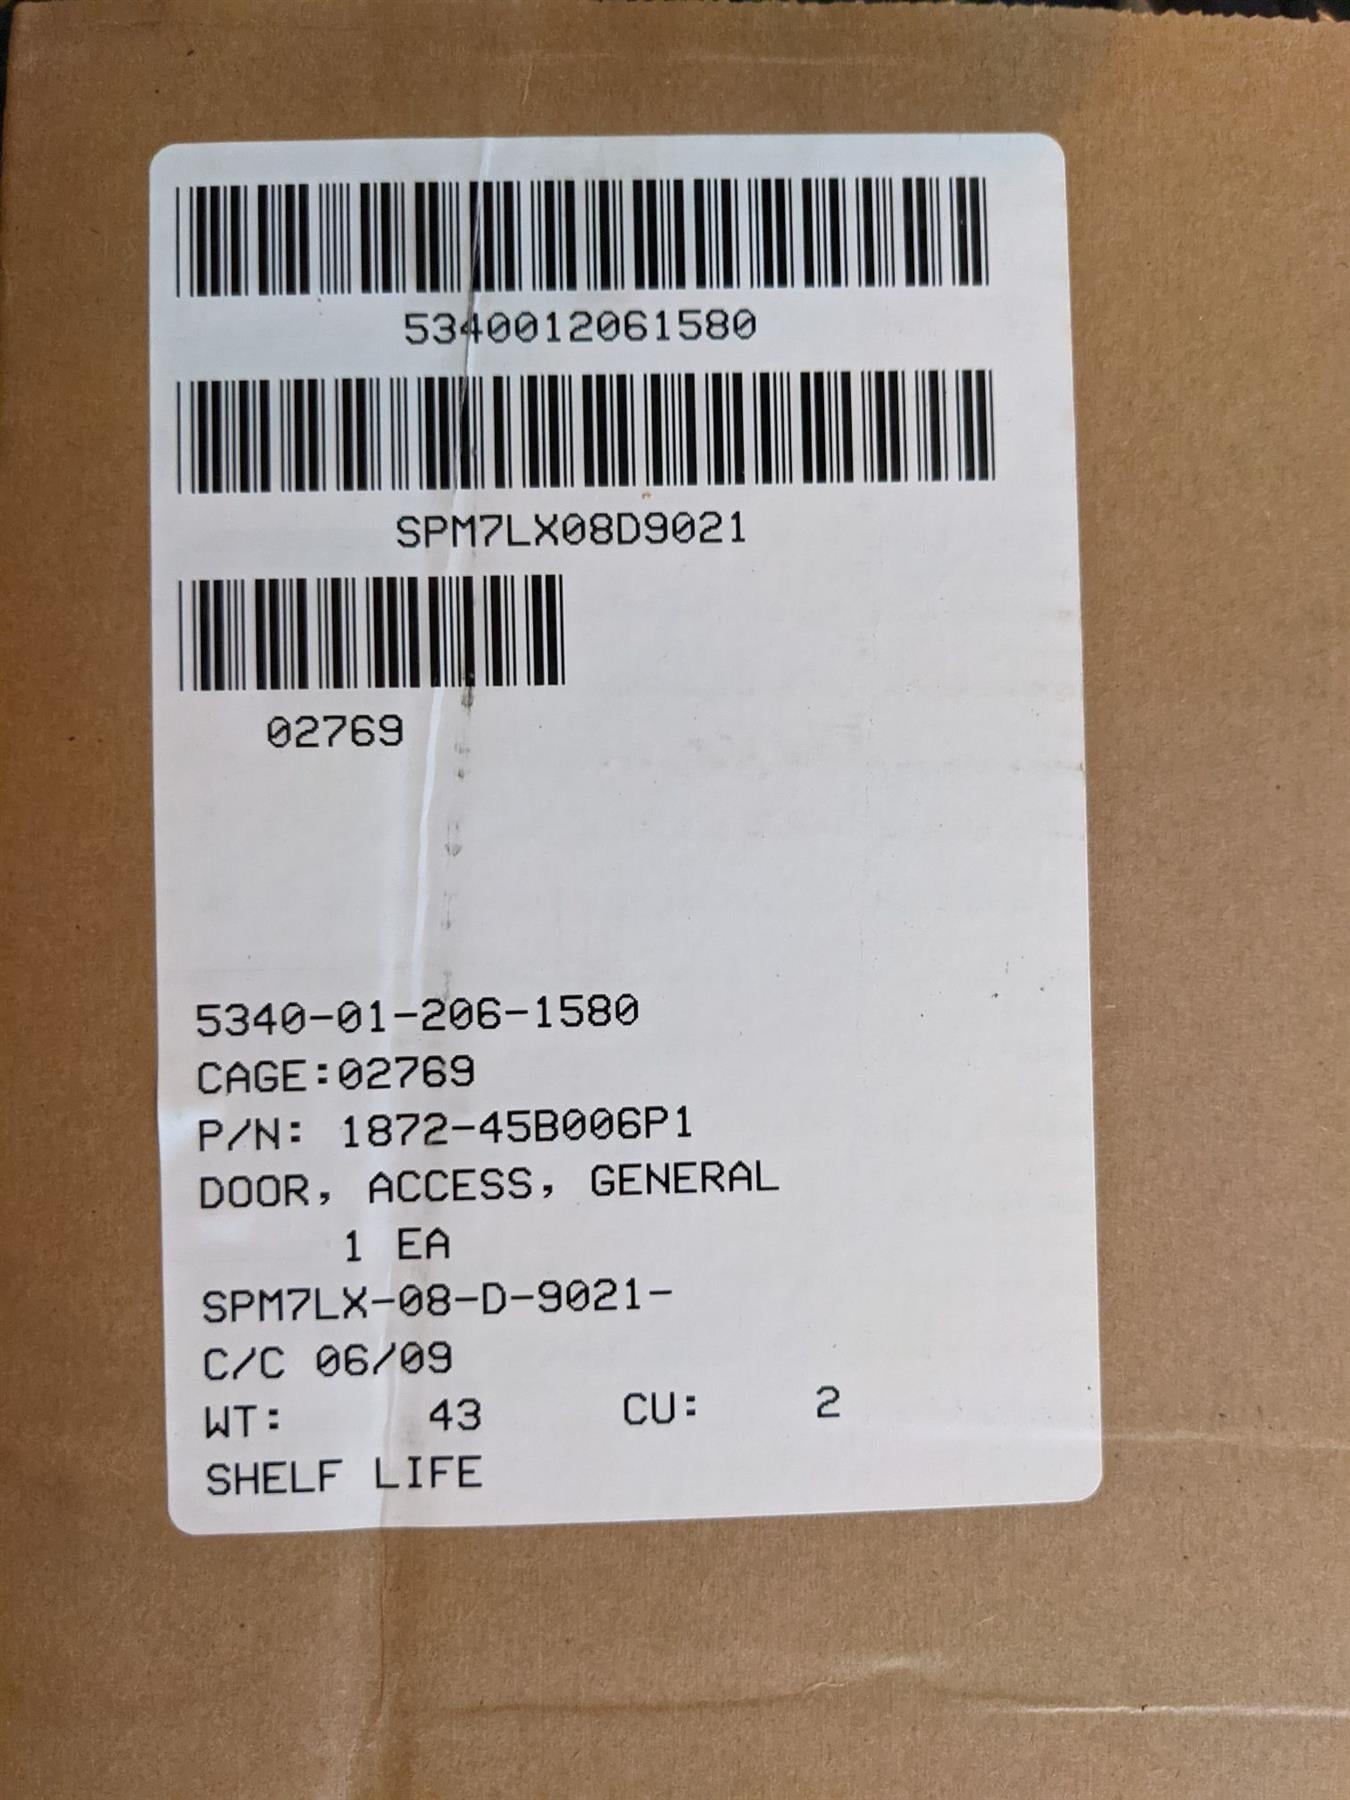 5340012061580
SPM7LX08D9021
02769
5340-01-206-1580
CAGE:02769
P/N: 1872-45B006P1
DOOR, ACCESS, GENERAL
1 EA
SPM7LX-08-D-9021-
C/C 06/09
WT: 43 CU: 2
SHELF LIFE